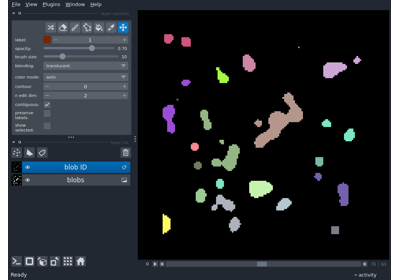 File View Plugins Window Help
label: 1
opacity: 0.70
brush size: 10
blending: translucent
color mode: auto
contour: 0
n edit dim: 2
contiguous:
preserve labels:
show selected:
blob ID
blobs
0
activity